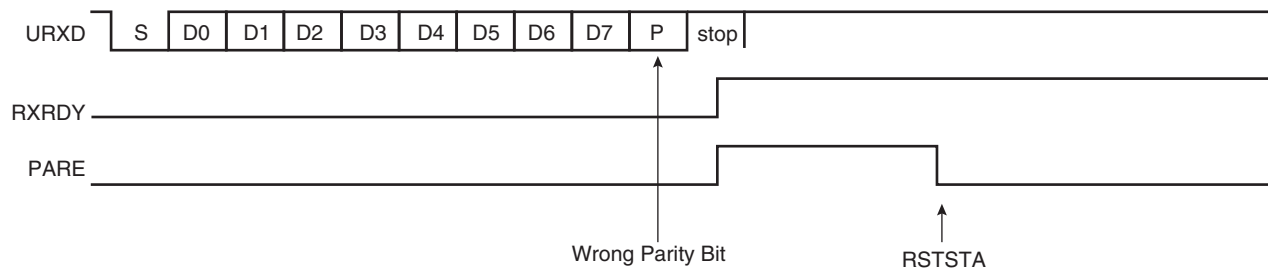 URXD S D0 D1 D2 D3 D4 D5 D6 D7 P stop
RXRDY
PARE
Wrong Parity Bit
RSTSTA